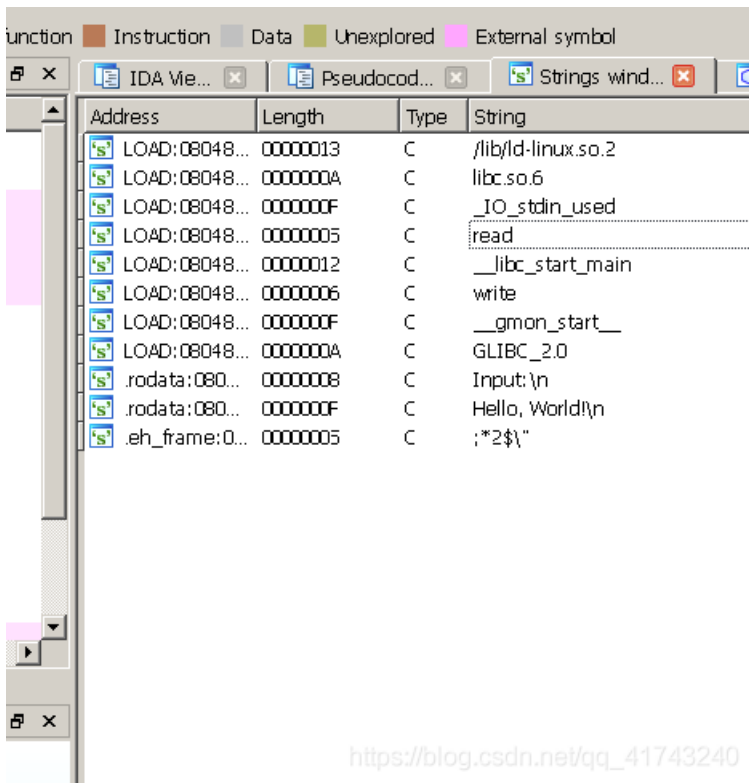 unction Instruction Data Unexplored External symbol
IDA Vie... Pseudocod... 's' Strings wind...
Address Length Type String
's' LOAD:08048... 00000013 C /lib/ld-linux.so.2
's' LOAD:08048... 0000000A C libc.so.6
's' LOAD:08048... 0000000F C _IO_stdin_used
's' LOAD:08048... 00000005 C read
's' LOAD:08048... 00000012 C __libc_start_main
's' LOAD:08048... 00000006 C write
's' LOAD:08048... 0000000F C __gmon_start__
's' LOAD:08048... 0000000A C GLIBC_2.0
's' .rodata:080... 00000008 C Input:\n
's' .rodata:080... 0000000F C Hello, World!\n
's' .eh_frame:0... 00000005 C ;*2$\"
https://blog.csdn.net/qq_41743240